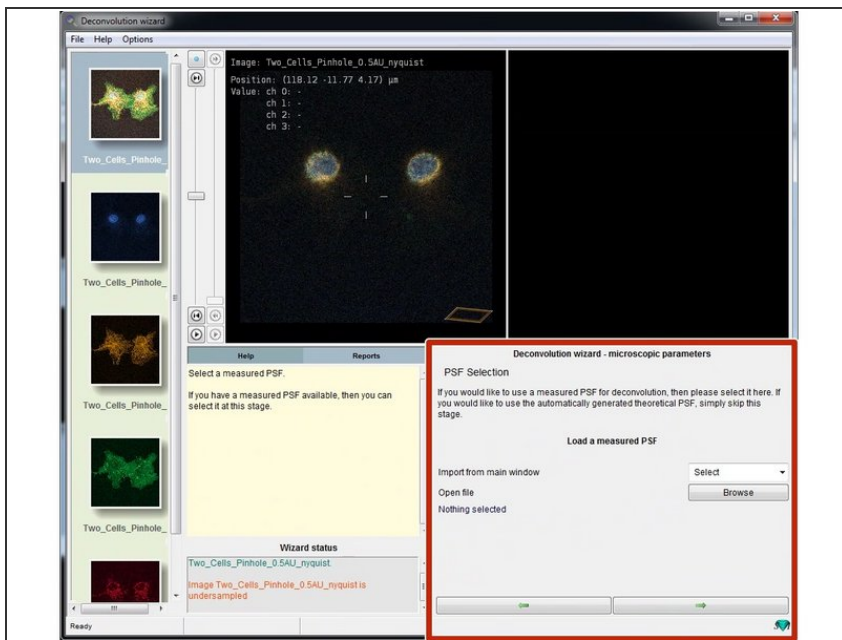 Deconvolution wizard
File Help Options
Image: Two_Cells_Pinhole_0.5AU_nyquist
Position: (118.12 -11.77 4.17) µm
Value: ch 0: -
ch 1: -
ch 2: -
ch 3: -
Two_Cells_Pinhole_
Two_Cells_Pinhole_
Two_Cells_Pinhole_
Two_Cells_Pinhole_
Help Reports
Select a measured PSF.
If you have a measured PSF available, then you can
select it at this stage.
Wizard status
Two_Cells_Pinhole_0.5AU_nyquist
Image Two_Cells_Pinhole_0.5AU_nyquist is
undersampled
Deconvolution wizard - microscopic parameters
PSF Selection
If you would like to use a measured PSF for deconvolution, then please select it here. If
you would like to use the automatically generated theoretical PSF, simply skip this
stage.
Load a measured PSF
Import from main window Select
Open file Browse
Nothing selected
Ready